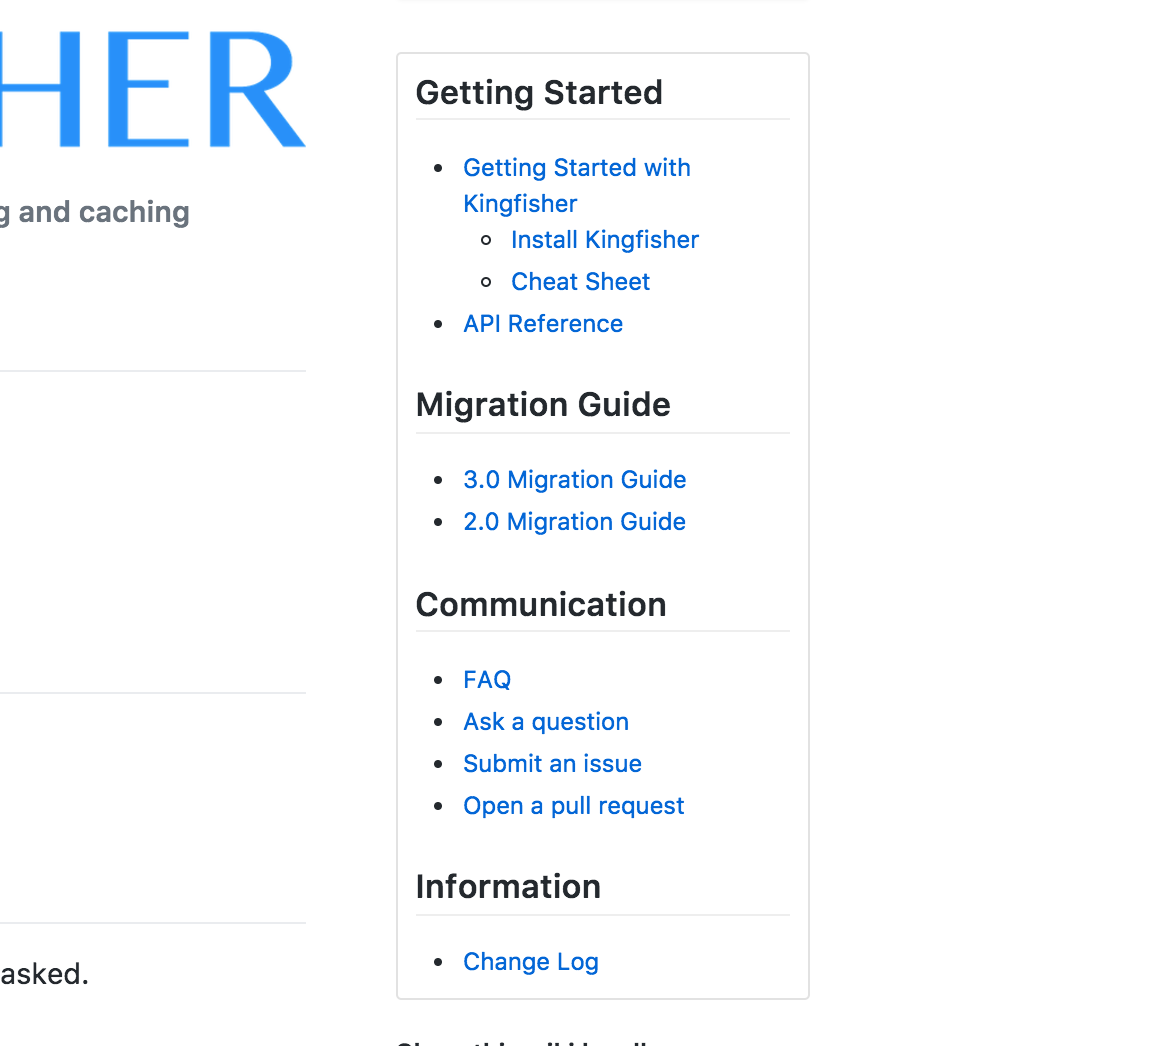 HER
and caching
asked.
Getting Started
Getting Started with
Kingfisher
Install Kingfisher
Cheat Sheet
API Reference
Migration Guide
3.0 Migration Guide
2.0 Migration Guide
Communication
FAQ
Ask a question
Submit an issue
Open a pull request
Information
Change Log